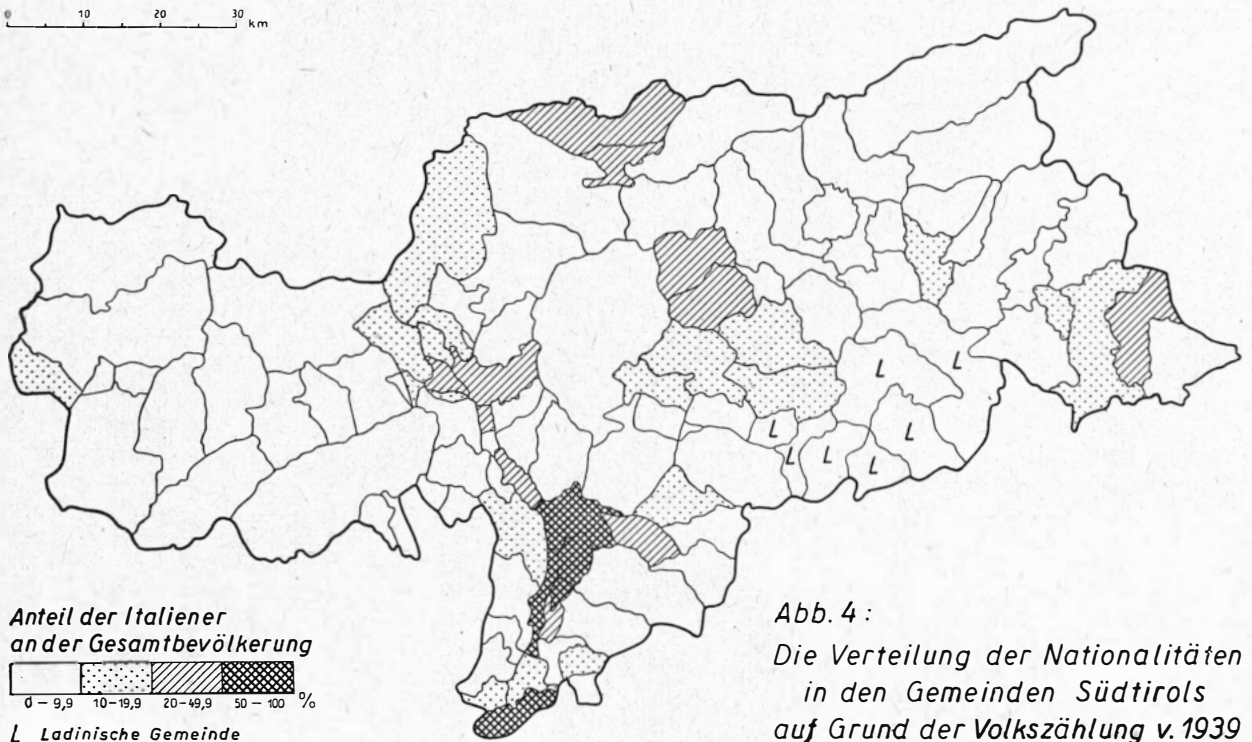 0 10 20 30 km
L
L
L
L
L
L
L
Anteil der Italiener
an der Gesamtbevölkerung
0 – 9,9 10 – 19,9 20 – 49,9 50 – 100 %
L Ladinische Gemeinde
Abb. 4:
Die Verteilung der Nationalitäten
in den Gemeinden Südtirols
auf Grund der Volkszählung v. 1939